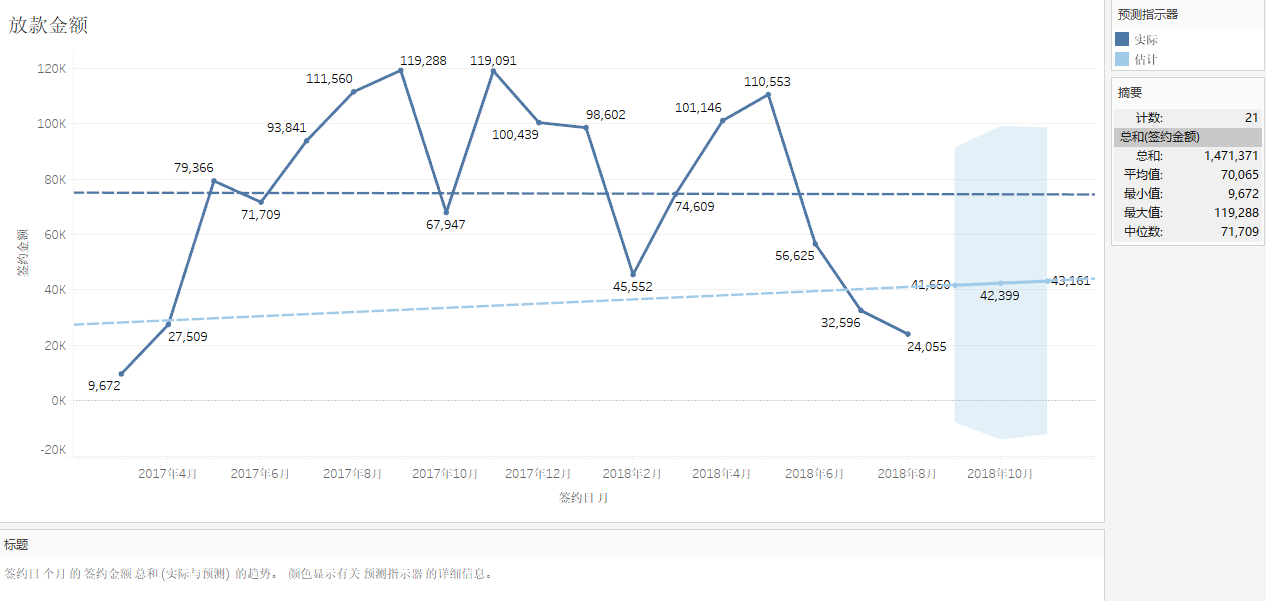 放款金额
预测指示器
实际
估计
摘要
计数: 21
总和(签约金额)
总和: 1,471,371
平均值: 70,065
最小值: 9,672
最大值: 119,288
中位数: 71,709
签约金额
120K
100K
80K
60K
40K
20K
0K
-20K
9,672
27,509
79,366
71,709
93,841
111,560
119,288
67,947
119,091
100,439
98,602
45,552
74,609
101,146
110,553
56,625
32,596
24,055
41,650
42,399
43,161
2017年4月 2017年6月 2017年8月 2017年10月 2017年12月 2018年2月 2018年4月 2018年6月 2018年8月 2018年10月
签约日 月
标题
签约日 个月 的 签约金额 总和 (实际与预测) 的趋势。 颜色显示有关 预测指示器 的详细信息。